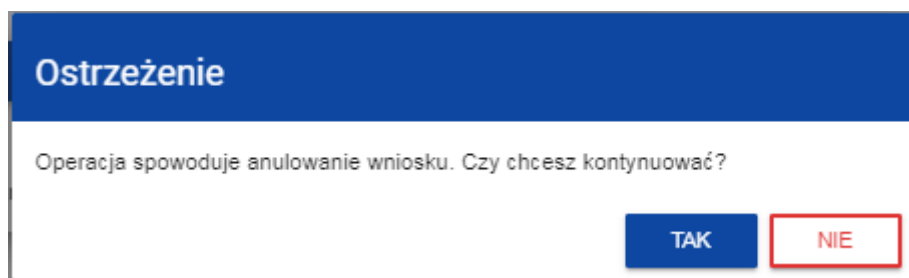 Ostrzeżenie
Operacja spowoduje anulowanie wniosku. Czy chcesz kontynuować?
TAK NIE